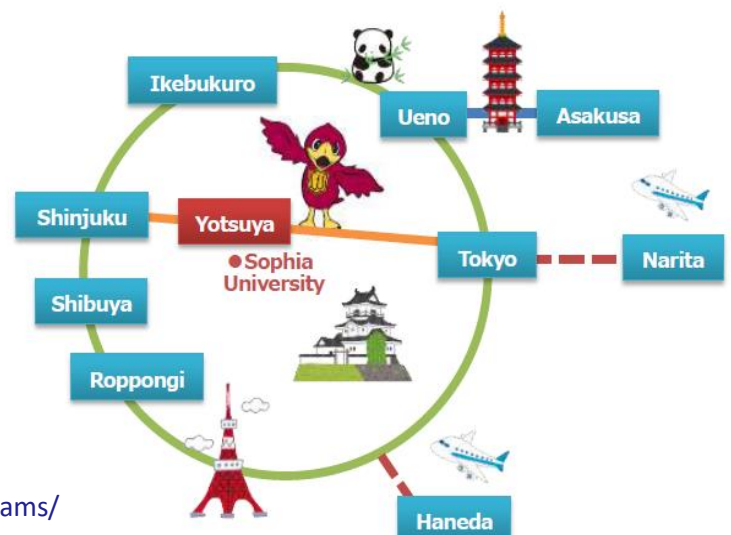 Ikebukuro
Ueno
Asakusa
Shinjuku
Yotsuya
Tokyo
Narita
●Sophia
University
Shibuya
Roppongi
ams/
Haneda